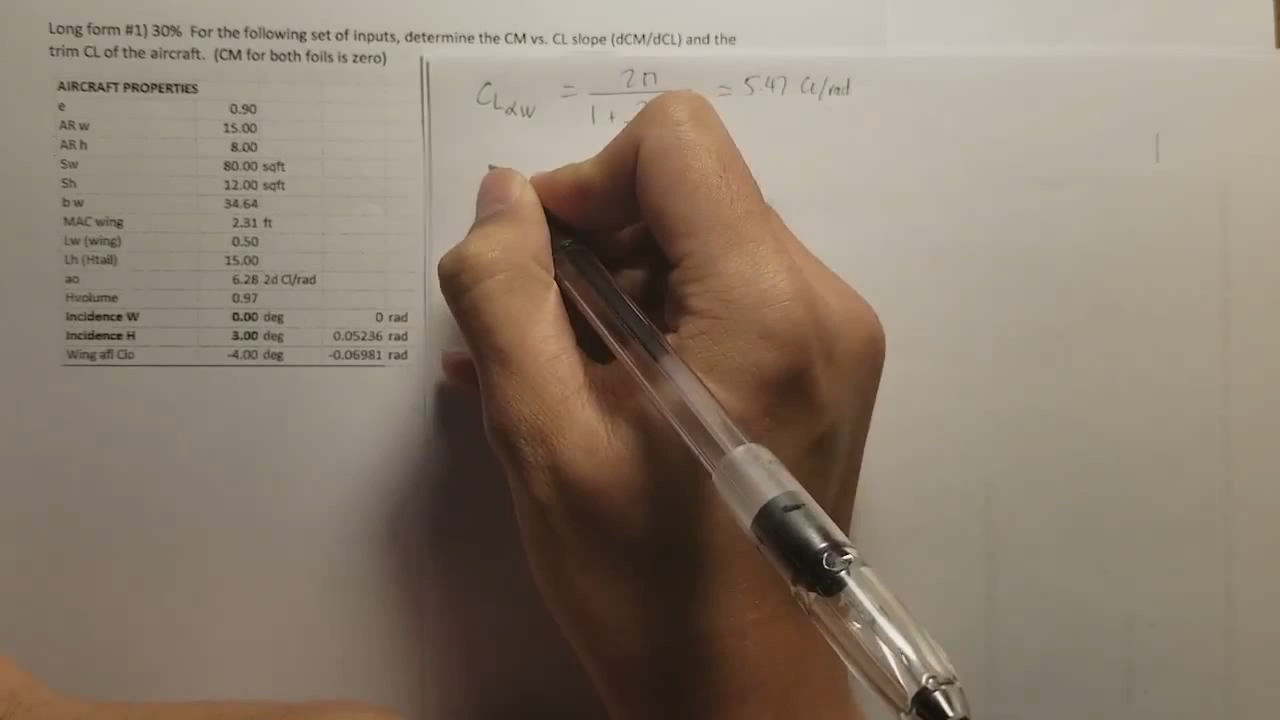 Long form #1) 30% For the following set of inputs, determine the CM vs. CL slope (dCM/dCL) and the
trim CL of the aircraft. (CM for both foils is zero)
AIRCRAFT PROPERTIES
e 0.90
AR w 15.00
AR h 8.00
Sw 80.00 sqft
Sh 12.00 sqft
b w 34.64
MAC wing 2.31 ft
Lw (wing) 0.50
Lh (Htail) 15.00
ao 6.28 2d Cl/rad
Hvolume 0.97
Incidence W 0.00 deg 0 rad
Incidence H 3.00 deg 0.05236 rad
Wing afl Clo -4.00 deg -0.06981 rad
CLαw = 2π / 1 + = 5.47 Cl/rad